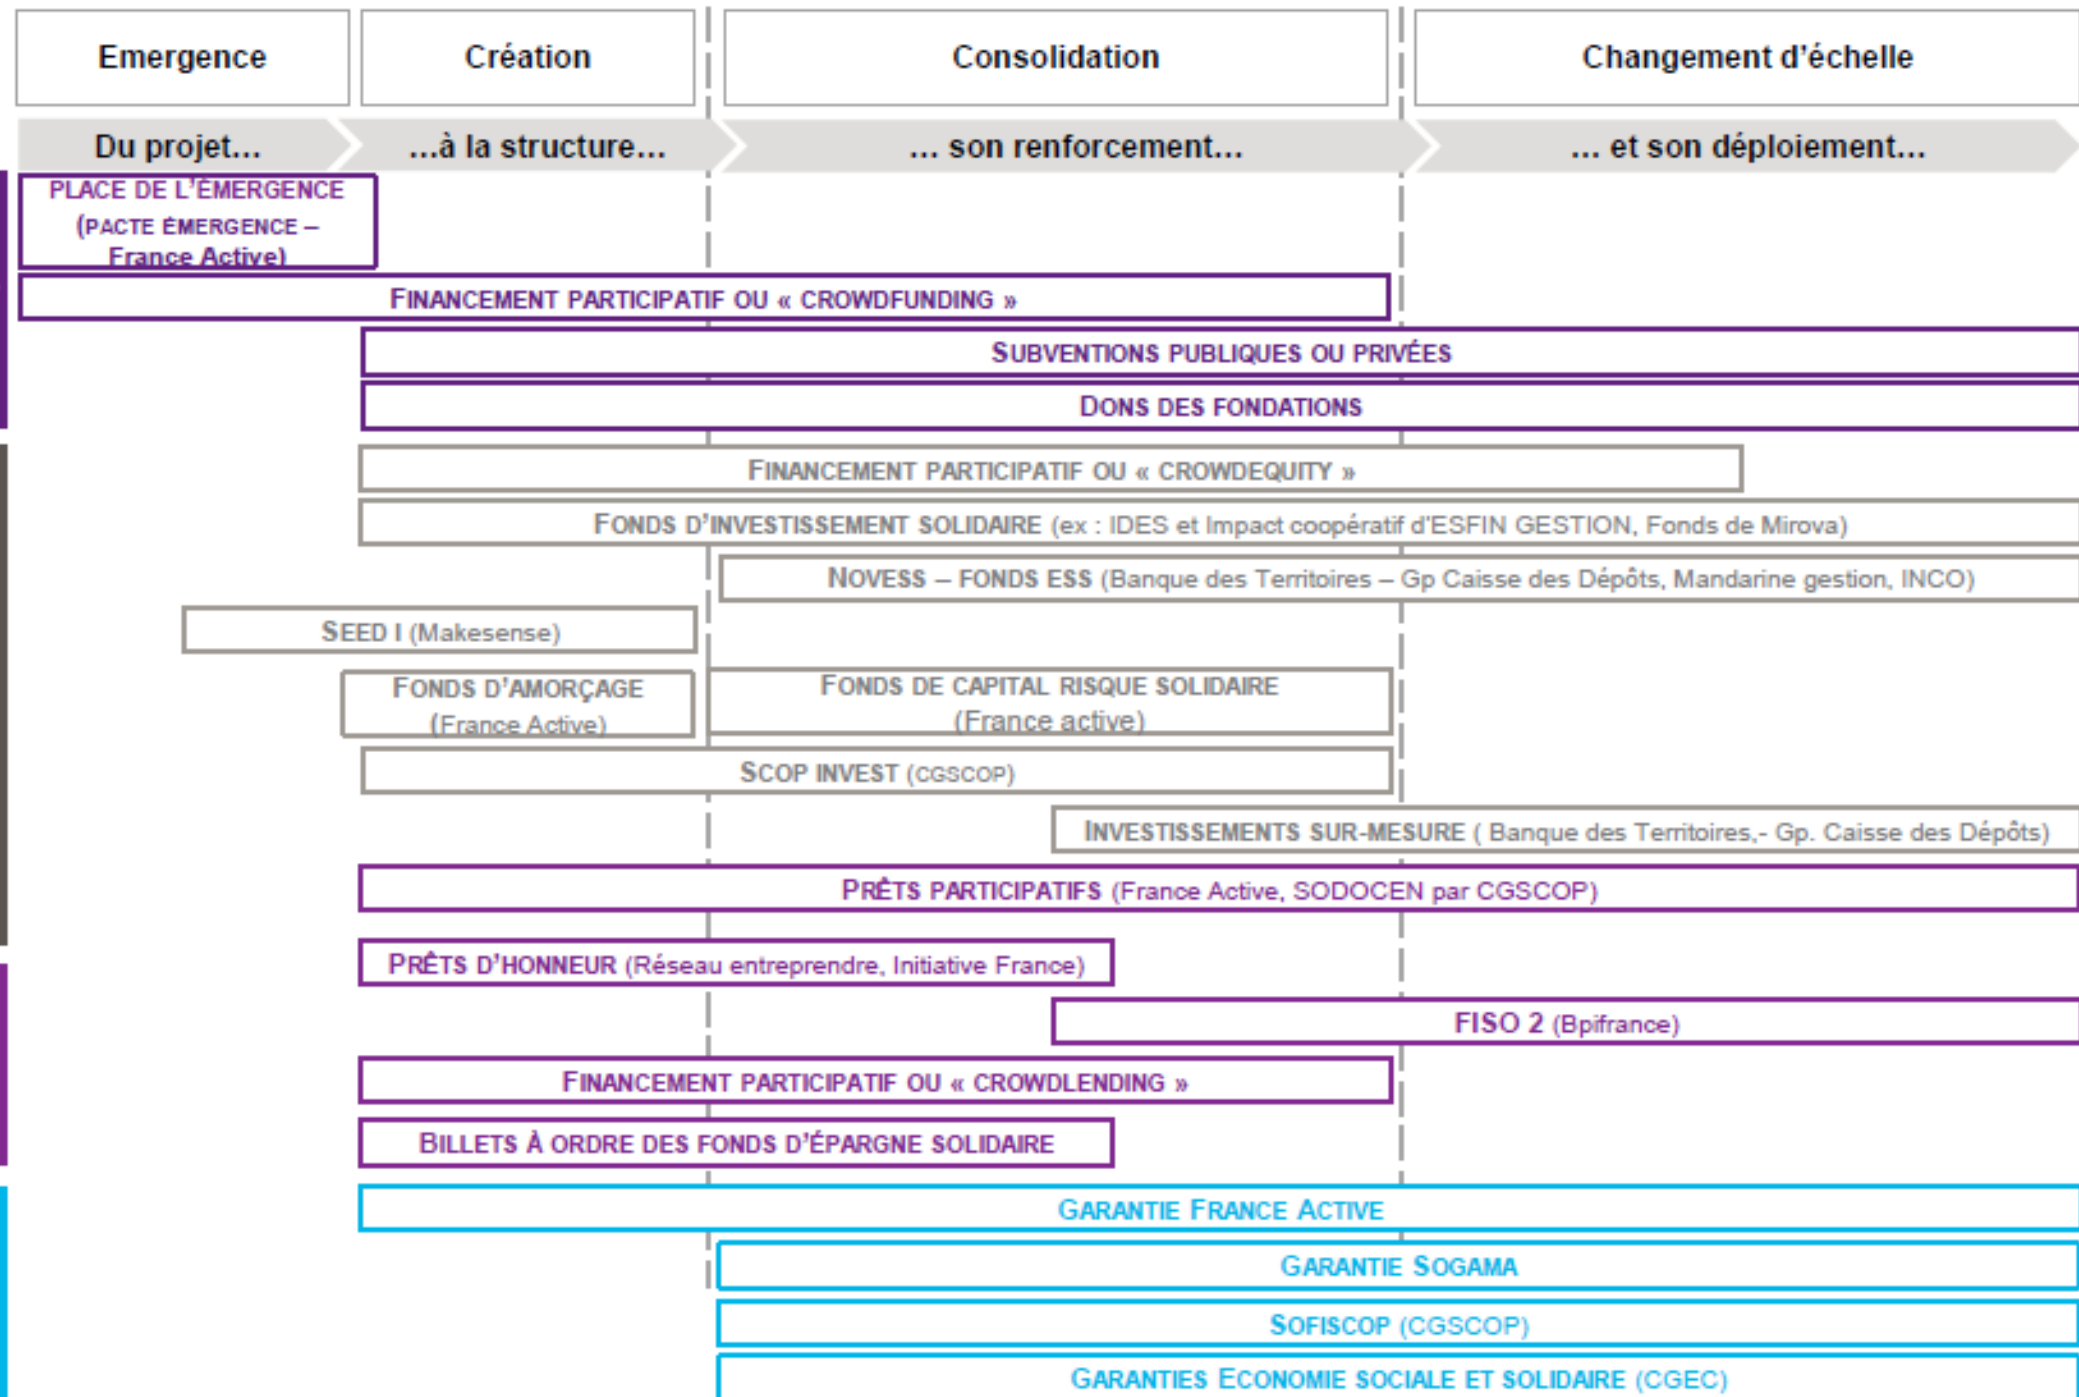 Emergence
Création
Consolidation
Changement d'échelle
Du projet...
...à la structure...
... son renforcement...
... et son déploiement...
PLACE DE L'ÉMERGENCE
(PACTE ÉMERGENCE –
France Active)
FINANCEMENT PARTICIPATIF OU « CROWDFUNDING »
SUBVENTIONS PUBLIQUES OU PRIVÉES
DONS DES FONDATIONS
FINANCEMENT PARTICIPATIF OU « CROWDEQUITY »
FONDS D'INVESTISSEMENT SOLIDAIRE (ex : IDES et Impact coopératif d'ESFIN GESTION, Fonds de Mirova)
NOVESS – FONDS ESS (Banque des Territoires – Gp Caisse des Dépôts, Mandarine gestion, INCO)
SEED I (Makesense)
FONDS D'AMORÇAGE
(France Active)
FONDS DE CAPITAL RISQUE SOLIDAIRE
(France active)
SCOP INVEST (CGSCOP)
INVESTISSEMENTS SUR-MESURE ( Banque des Territoires,- Gp. Caisse des Dépôts)
PRÊTS PARTICIPATIFS (France Active, SODOCEN par CGSCOP)
PRÊTS D'HONNEUR (Réseau entreprendre, Initiative France)
FISO 2 (Bpifrance)
FINANCEMENT PARTICIPATIF OU « CROWDLENDING »
BILLETS À ORDRE DES FONDS D'ÉPARGNE SOLIDAIRE
GARANTIE FRANCE ACTIVE
GARANTIE SOGAMA
SOFISCOP (CGSCOP)
GARANTIES ECONOMIE SOCIALE ET SOLIDAIRE (CGEC)